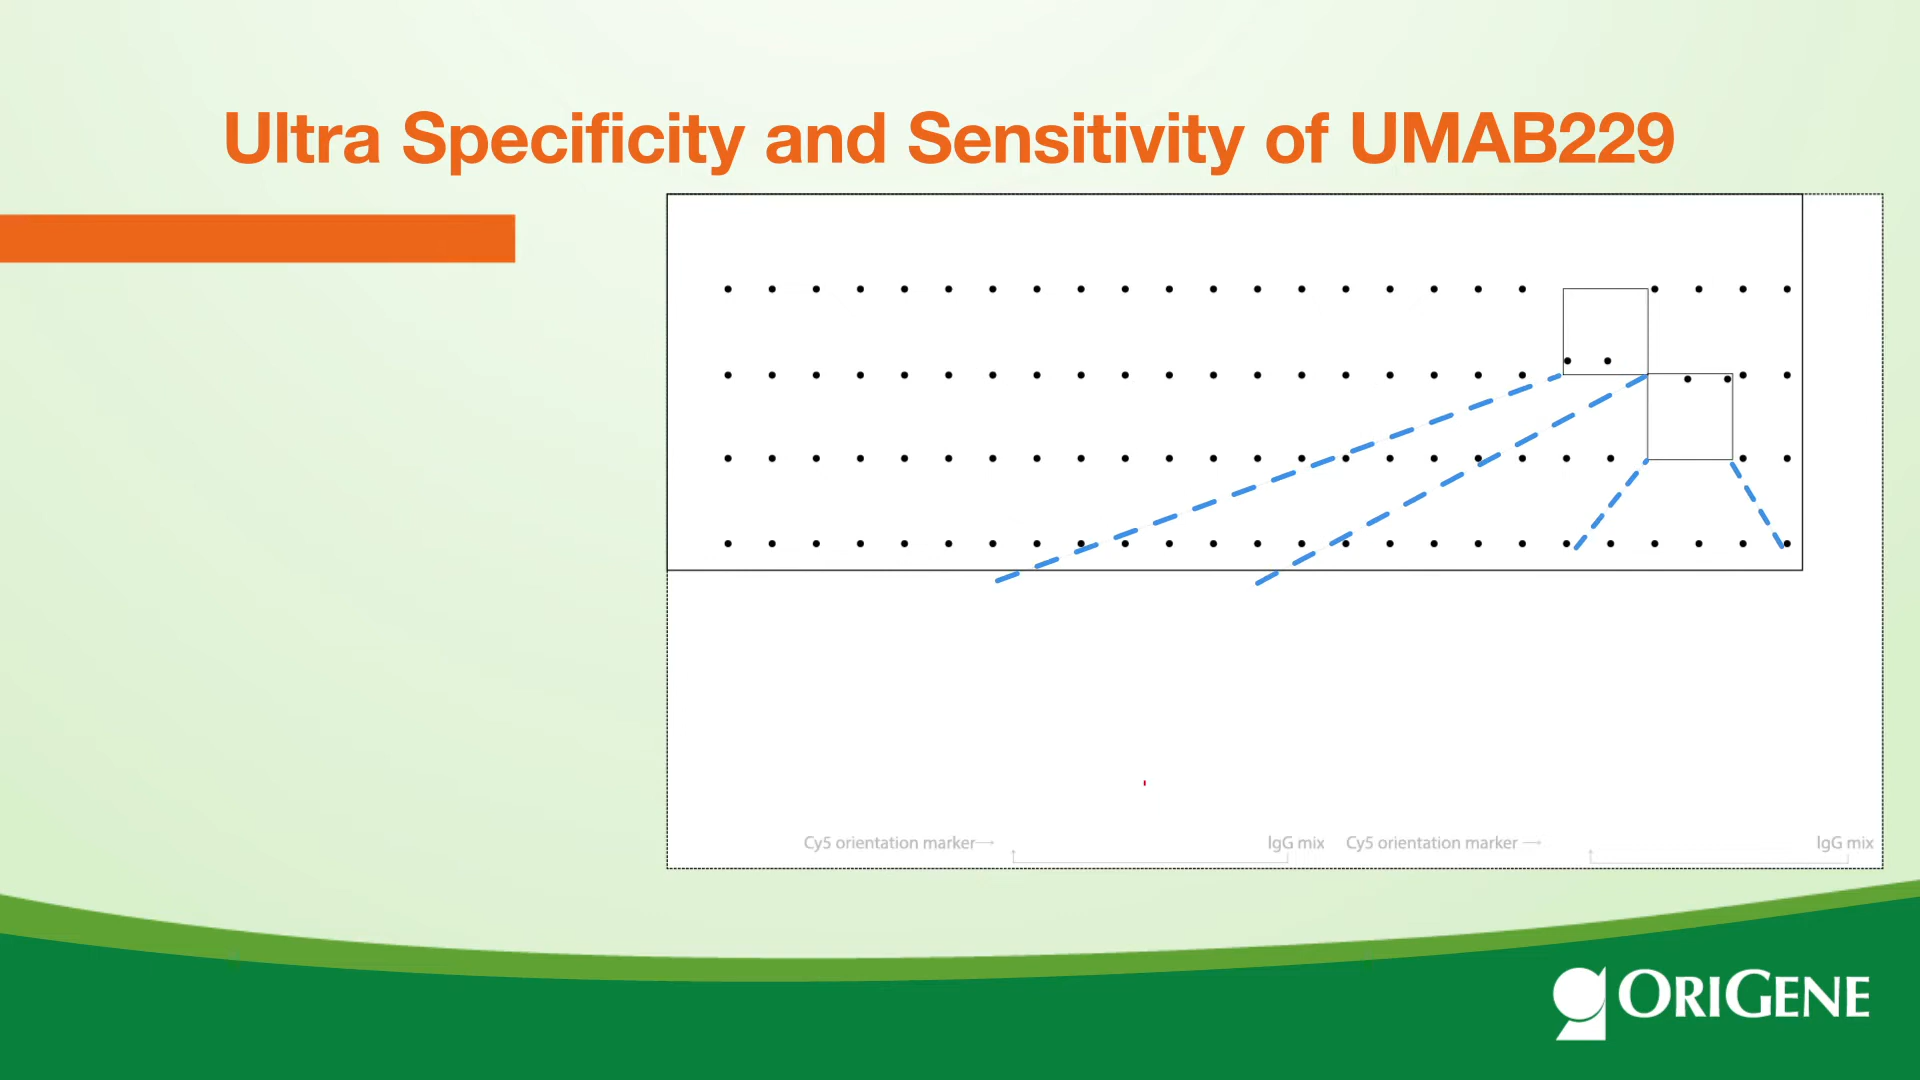 Ultra Specificity and Sensitivity of UMAB229
Cy5 orientation marker→ IgG mix Cy5 orientation marker → IgG mix
ORIGENE